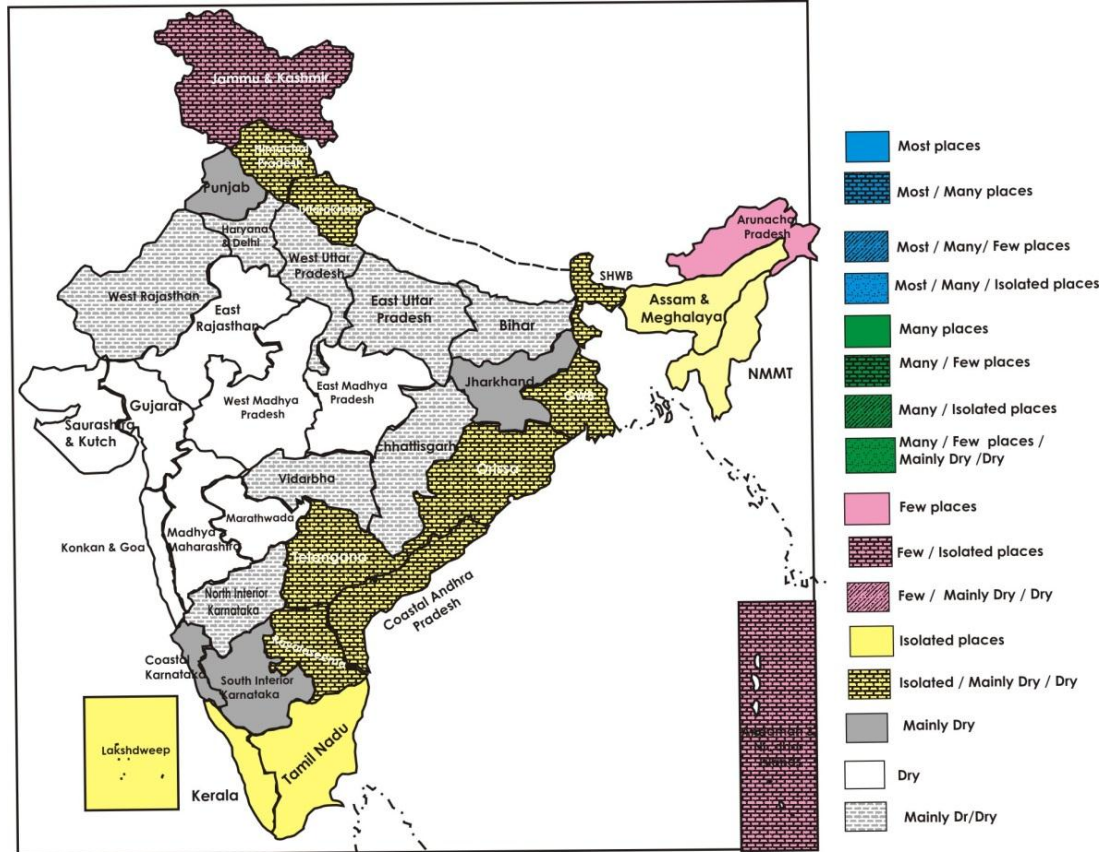 Jammu & Kashmir
Himachal
Pradesh
Punjab
Uttarakhand
Haryana
& Delhi
West Uttar
Pradesh
West Rajasthan
East
Rajasthan
East Uttar
Pradesh
Bihar
SHWB
Arunacha
Pradesh
Assam &
Meghalaya
NMMT
Jharkhand
GWB
Gujarat
Saurashtra
& Kutch
West Madhya
Pradesh
East Madhya
Pradesh
Chhattisgarh
Orissa
Vidarbha
Marathwada
Madhya
Maharashtra
Konkan & Goa
Telangana
Coastal Andhra
Pradesh
North Interior
Karnataka
Rayalaseema
Coastal
Karnataka
South Interior
Karnataka
Lakshdweep
Kerala
Tamil Nadu
Most places
Most / Many places
Most / Many/ Few places
Most / Many / Isolated places
Many places
Many / Few places
Many / Isolated places
Many / Few places /
Mainly Dry /Dry
Few places
Few / Isolated places
Few / Mainly Dry / Dry
Isolated places
Isolated / Mainly Dry / Dry
Mainly Dry
Dry
Mainly Dr/Dry